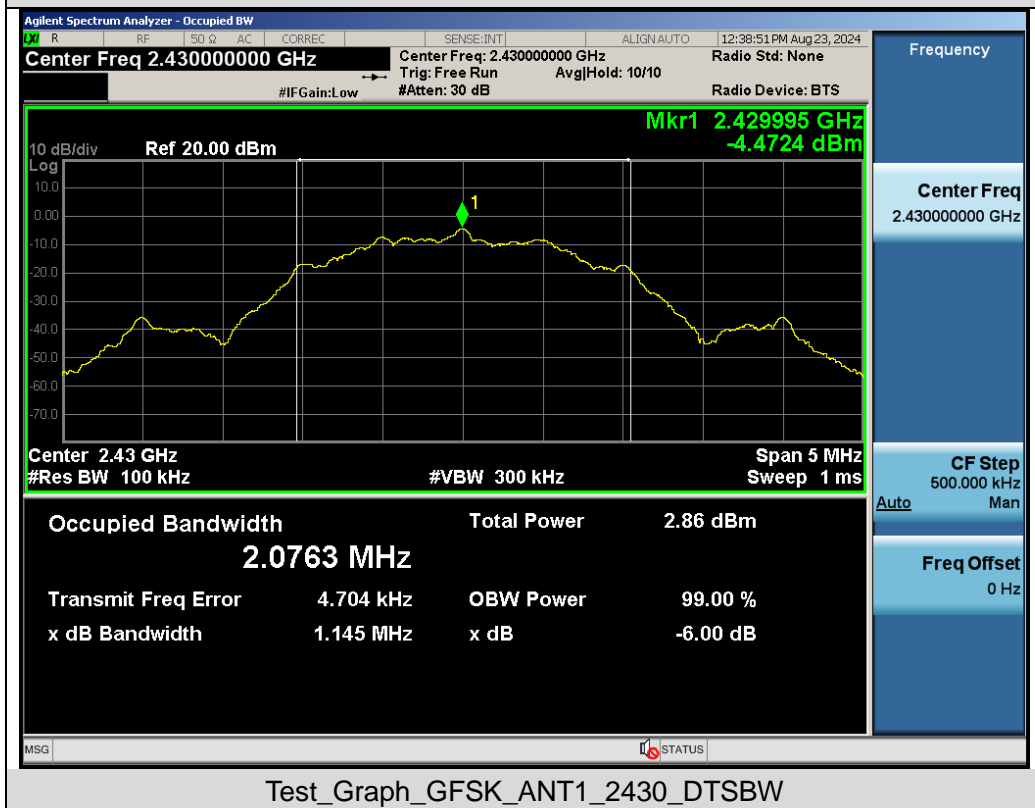 Agilent Spectrum Analyzer - Occupied BW
LXI R RF 50 Ω AC CORREC SENSE:INT ALIGN AUTO 12:38:51 PM Aug 23, 2024
Center Freq 2.430000000 GHz
Center Freq: 2.430000000 GHz
Radio Std: None
Trig: Free Run Avg|Hold: 10/10
#IFGain:Low #Atten: 30 dB Radio Device: BTS
Frequency
Mkr1 2.429995 GHz
-4.4724 dBm
10 dB/div Ref 20.00 dBm
Log
10.0
0.00
-10.0
-20.0
-30.0
-40.0
-50.0
-60.0
-70.0
1
Center 2.43 GHz Span 5 MHz
#Res BW 100 kHz #VBW 300 kHz Sweep 1 ms
Center Freq
2.430000000 GHz
CF Step
500.000 kHz
Auto Man
Freq Offset
0 Hz
Occupied Bandwidth Total Power 2.86 dBm
2.0763 MHz
Transmit Freq Error 4.704 kHz OBW Power 99.00 %
x dB Bandwidth 1.145 MHz x dB -6.00 dB
MSG STATUS
Test_Graph_GFSK_ANT1_2430_DTSBW